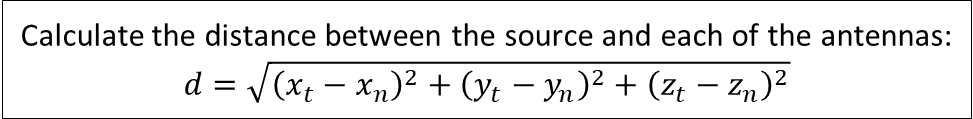 Calculate the distance between the source and each of the antennas:
d = √(xₜ − xₙ)² + (yₜ − yₙ)² + (zₜ − zₙ)²